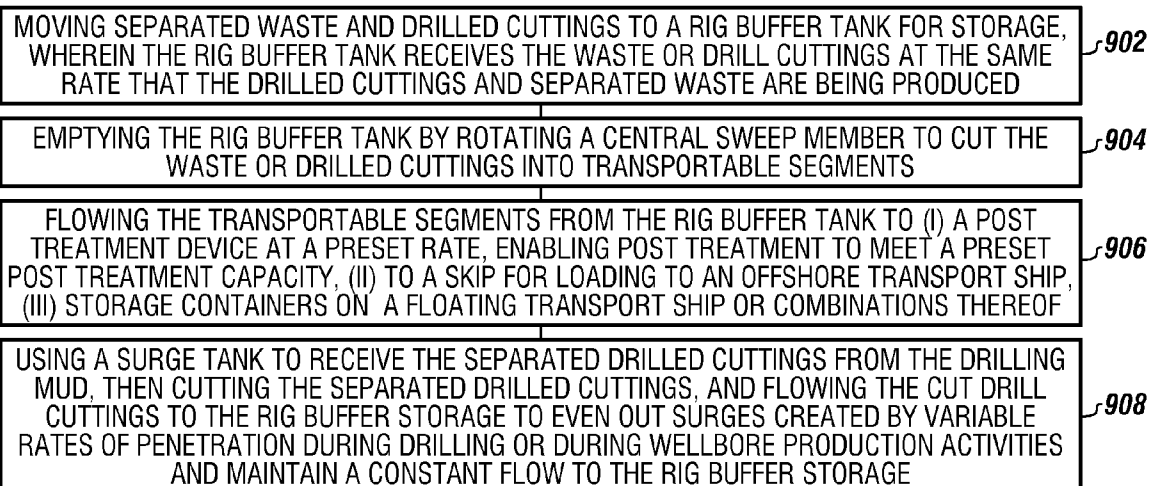 MOVING SEPARATED WASTE AND DRILLED CUTTINGS TO A RIG BUFFER TANK FOR STORAGE,
WHEREIN THE RIG BUFFER TANK RECEIVES THE WASTE OR DRILL CUTTINGS AT THE SAME
RATE THAT THE DRILLED CUTTINGS AND SEPARATED WASTE ARE BEING PRODUCED
902
EMPTYING THE RIG BUFFER TANK BY ROTATING A CENTRAL SWEEP MEMBER TO CUT THE
WASTE OR DRILLED CUTTINGS INTO TRANSPORTABLE SEGMENTS
904
FLOWING THE TRANSPORTABLE SEGMENTS FROM THE RIG BUFFER TANK TO (I) A POST
TREATMENT DEVICE AT A PRESET RATE, ENABLING POST TREATMENT TO MEET A PRESET
POST TREATMENT CAPACITY, (II) TO A SKIP FOR LOADING TO AN OFFSHORE TRANSPORT SHIP,
(III) STORAGE CONTAINERS ON A FLOATING TRANSPORT SHIP OR COMBINATIONS THEREOF
906
USING A SURGE TANK TO RECEIVE THE SEPARATED DRILLED CUTTINGS FROM THE DRILLING
MUD, THEN CUTTING THE SEPARATED DRILLED CUTTINGS, AND FLOWING THE CUT DRILL
CUTTINGS TO THE RIG BUFFER STORAGE TO EVEN OUT SURGES CREATED BY VARIABLE
RATES OF PENETRATION DURING DRILLING OR DURING WELLBORE PRODUCTION ACTIVITIES
AND MAINTAIN A CONSTANT FLOW TO THE RIG BUFFER STORAGE
908